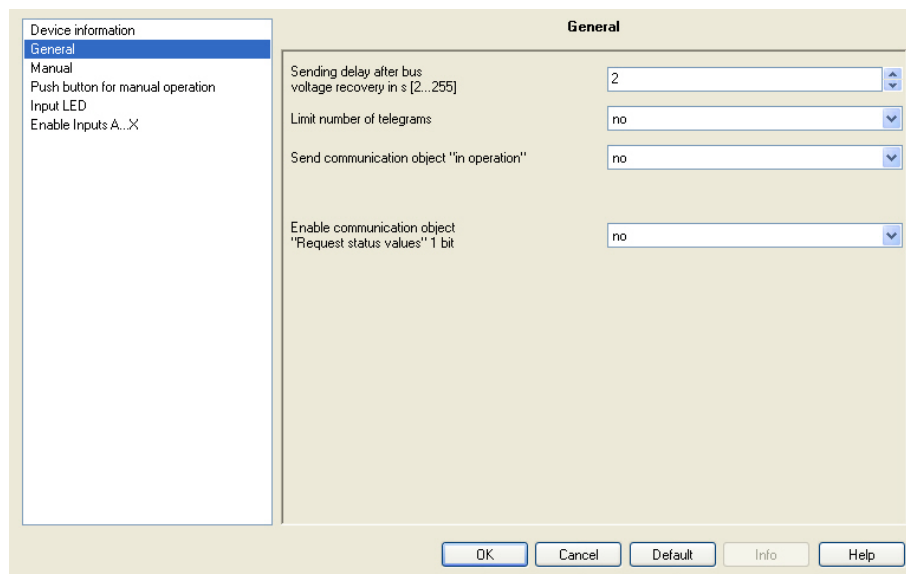 Device information
General
Manual
Push button for manual operation
Input LED
Enable Inputs A...X
General
Sending delay after bus
voltage recovery in s [2...255]
2
Limit number of telegrams
no
Send communication object "in operation"
no
Enable communication object
"Request status values" 1 bit
no
OK
Cancel
Default
Info
Help